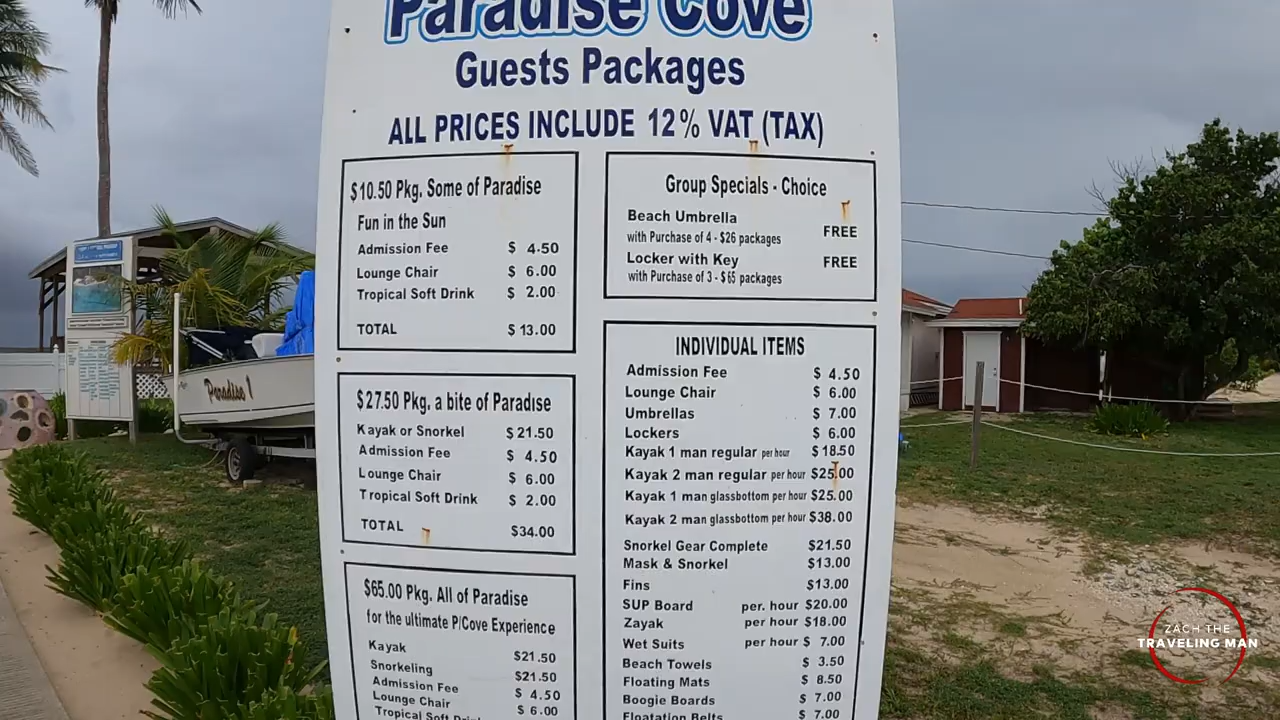 Paradise Cove
Guests Packages
ALL PRICES INCLUDE 12% VAT (TAX)
$10.50 Pkg. Some of Paradise
Fun in the Sun
Admission Fee $ 4.50
Lounge Chair $ 6.00
Tropical Soft Drink $ 2.00
TOTAL $ 13.00
$27.50 Pkg. a bite of Paradise
Kayak or Snorkel $ 21.50
Admission Fee $ 4.50
Lounge Chair $ 6.00
Tropical Soft Drink $ 2.00
TOTAL $34.00
$65.00 Pkg. All of Paradise
for the ultimate P/Cove Experience
Kayak $21.50
Snorkeling $21.50
Admission Fee $ 4.50
Lounge Chair $ 6.00
Tropical Soft Drink
Group Specials - Choice
Beach Umbrella FREE
with Purchase of 4 - $26 packages
Locker with Key FREE
with Purchase of 3 - $65 packages
INDIVIDUAL ITEMS
Admission Fee $ 4.50
Lounge Chair $ 6.00
Umbrellas $ 7.00
Lockers $ 6.00
Kayak 1 man regular per hour $ 18.50
Kayak 2 man regular per hour $25.00
Kayak 1 man glassbottom per hour $25.00
Kayak 2 man glassbottom per hour $38.00
Snorkel Gear Complete $21.50
Mask & Snorkel $13.00
Fins $13.00
SUP Board per. hour $20.00
Zayak per hour $18.00
Wet Suits per hour $ 7.00
Beach Towels $ 3.50
Floating Mats $ 8.50
Boogie Boards $ 7.00
Floatation Belts $ 7.00
Paradise 1
ZACH THE
TRAVELING MAN